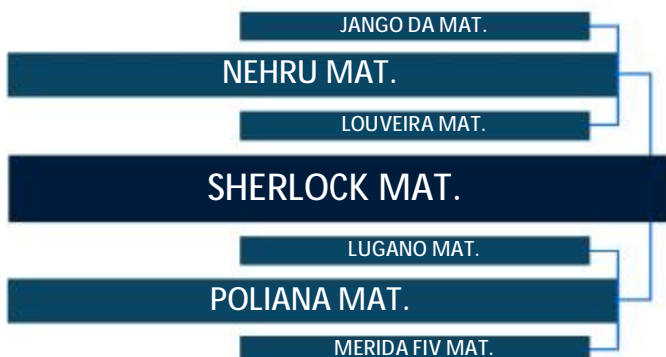 JANGO DA MAT.
NEHRU MAT.
LOUVEIRA MAT.
SHERLOCK MAT.
LUGANO MAT.
POLIANA MAT.
MERIDA FIV MAT.